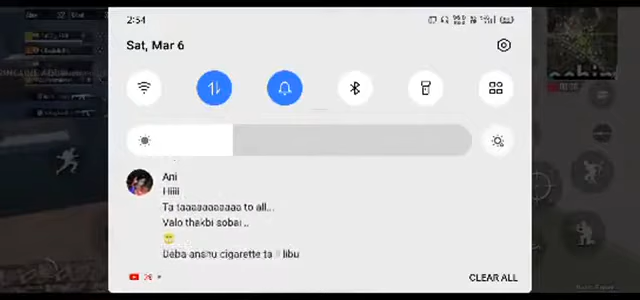 2:54
Sat, Mar 6
Ani
Hiiii
Ta taaaaaaaaaaa to all...
Valo thakbi sobai ..
Deba anshu cigarette ta libu
CLEAR ALL